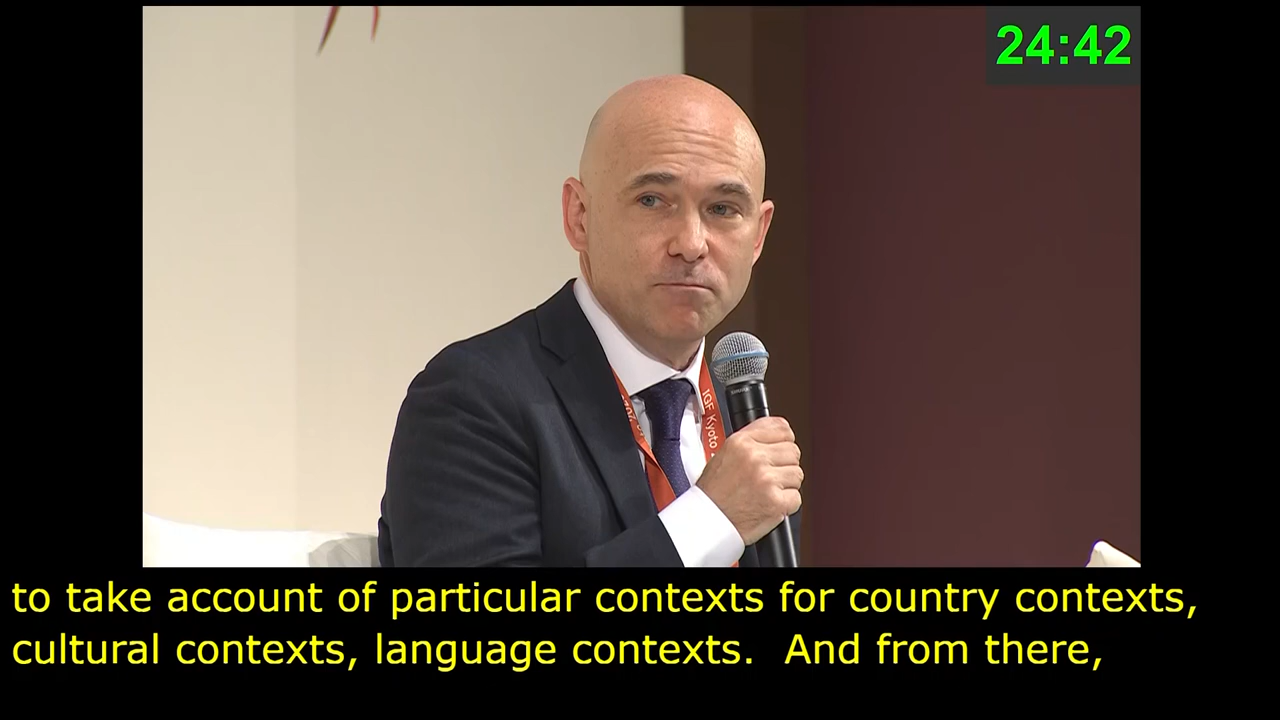 24:42
IGF Kyoto
to take account of particular contexts for country contexts,
cultural contexts, language contexts.  And from there,